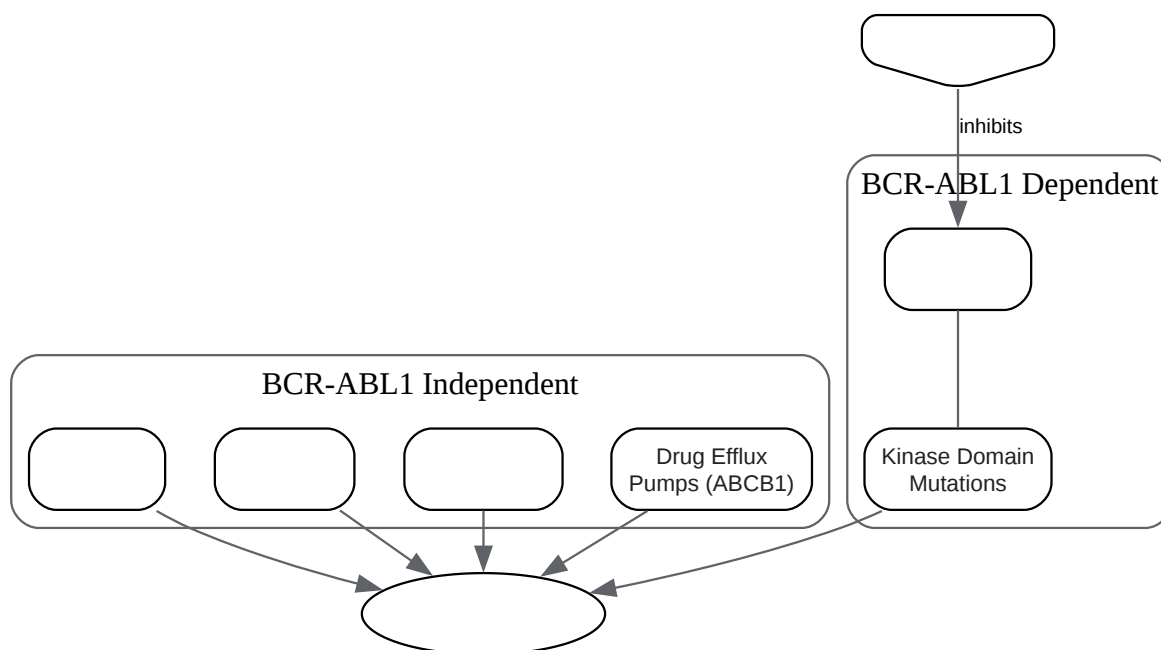 inhibits
BCR-ABL1 Dependent
BCR-ABL1 Independent
Drug Efflux
Pumps (ABCB1)
Kinase Domain
Mutations